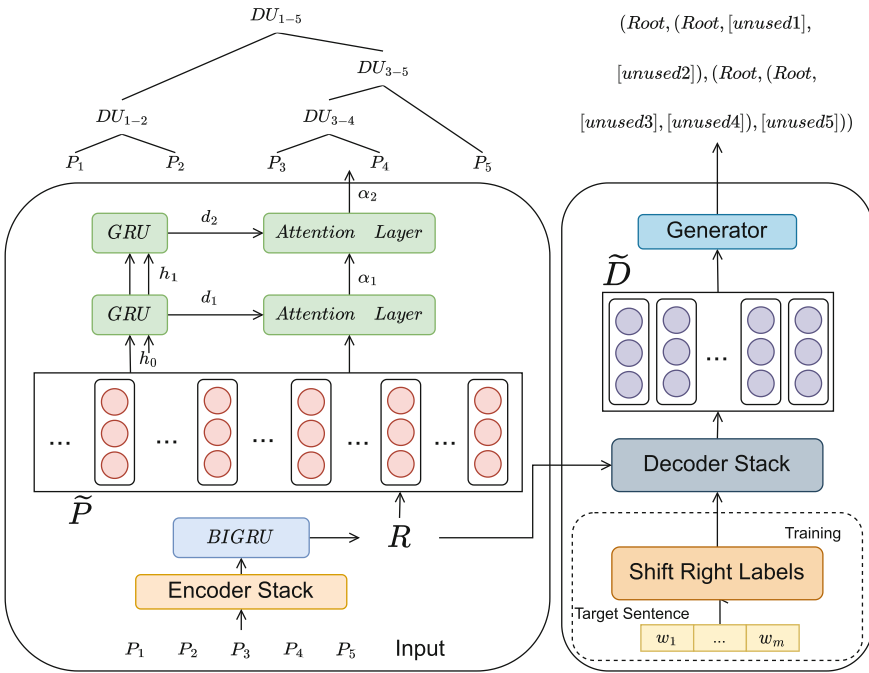 DU₁₋₅
DU₃₋₅
DU₁₋₂ DU₃₋₄
P₁ P₂ P₃ P₄ P₅
α₂
GRU d₂ Attention Layer
h₁ α₁
GRU d₁ Attention Layer
h₀
... ... ... ... ...
P̃
BIGRU R
Encoder Stack
P₁ P₂ P₃ P₄ P₅ Input
(Root, (Root, [unused1],
[unused2]), (Root, (Root,
[unused3], [unused4]), [unused5]))
Generator
D̃
...
Decoder Stack
Training
Shift Right Labels
Target Sentence
w₁ ... wₘ